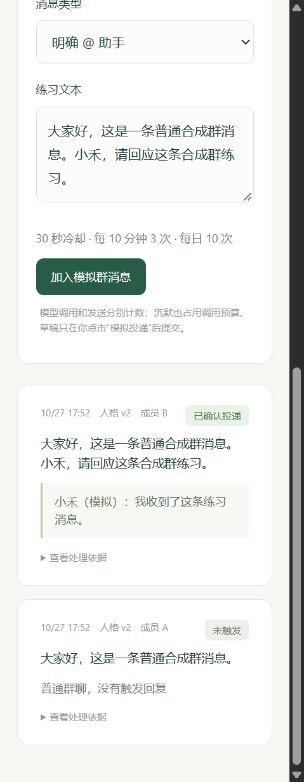 消息类型
明确 @ 助手
练习文本
大家好，这是一条普通合成群消
息。小禾，请回应这条合成群练
习。
30 秒冷却 · 每 10 分钟 3 次 · 每日 10 次
加入模拟群消息
模型调用和发送分别计数；沉默也占用调用预算。
草稿只在你点击“模拟投递”后提交。
10/27 17:52 人格 v2 成员 B 已确认投递
大家好，这是一条普通合成群消息。
小禾，请回应这条合成群练习。
小禾（模拟）：我收到了这条练习
消息。
▶ 查看处理依据
10/27 17:52 人格 v2 成员 A 未触发
大家好，这是一条普通合成群消息。
普通群聊，没有触发回复
▶ 查看处理依据